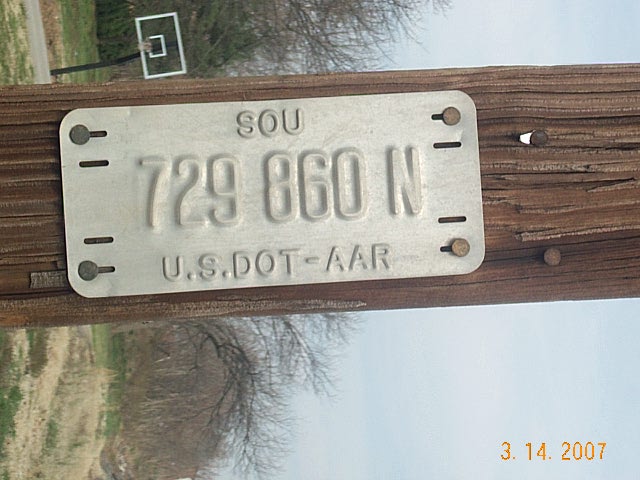 SOU
729 860 N
U.S.DOT-AAR
3. 14. 2007